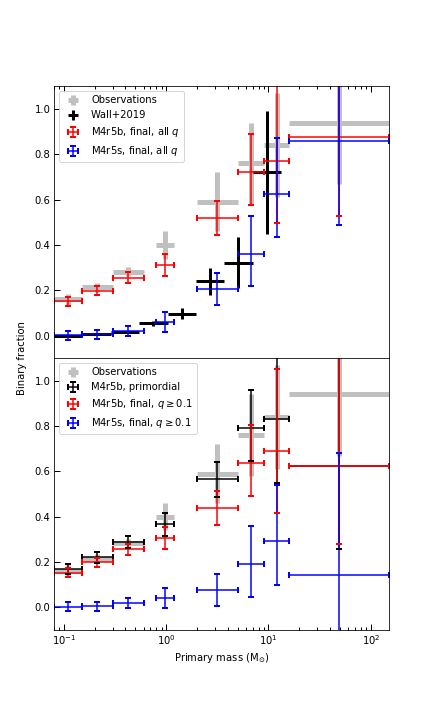 Binary fraction
1.0
0.8
0.6
0.4
0.2
0.0
Observations
Wall+2019
M4r5b, final, all q
M4r5s, final, all q
1.0
0.8
0.6
0.4
0.2
0.0
Observations
M4r5b, primordial
M4r5b, final, q ≥ 0.1
M4r5s, final, q ≥ 0.1
10⁻¹
10⁰
10¹
10²
Primary mass (M⊙)